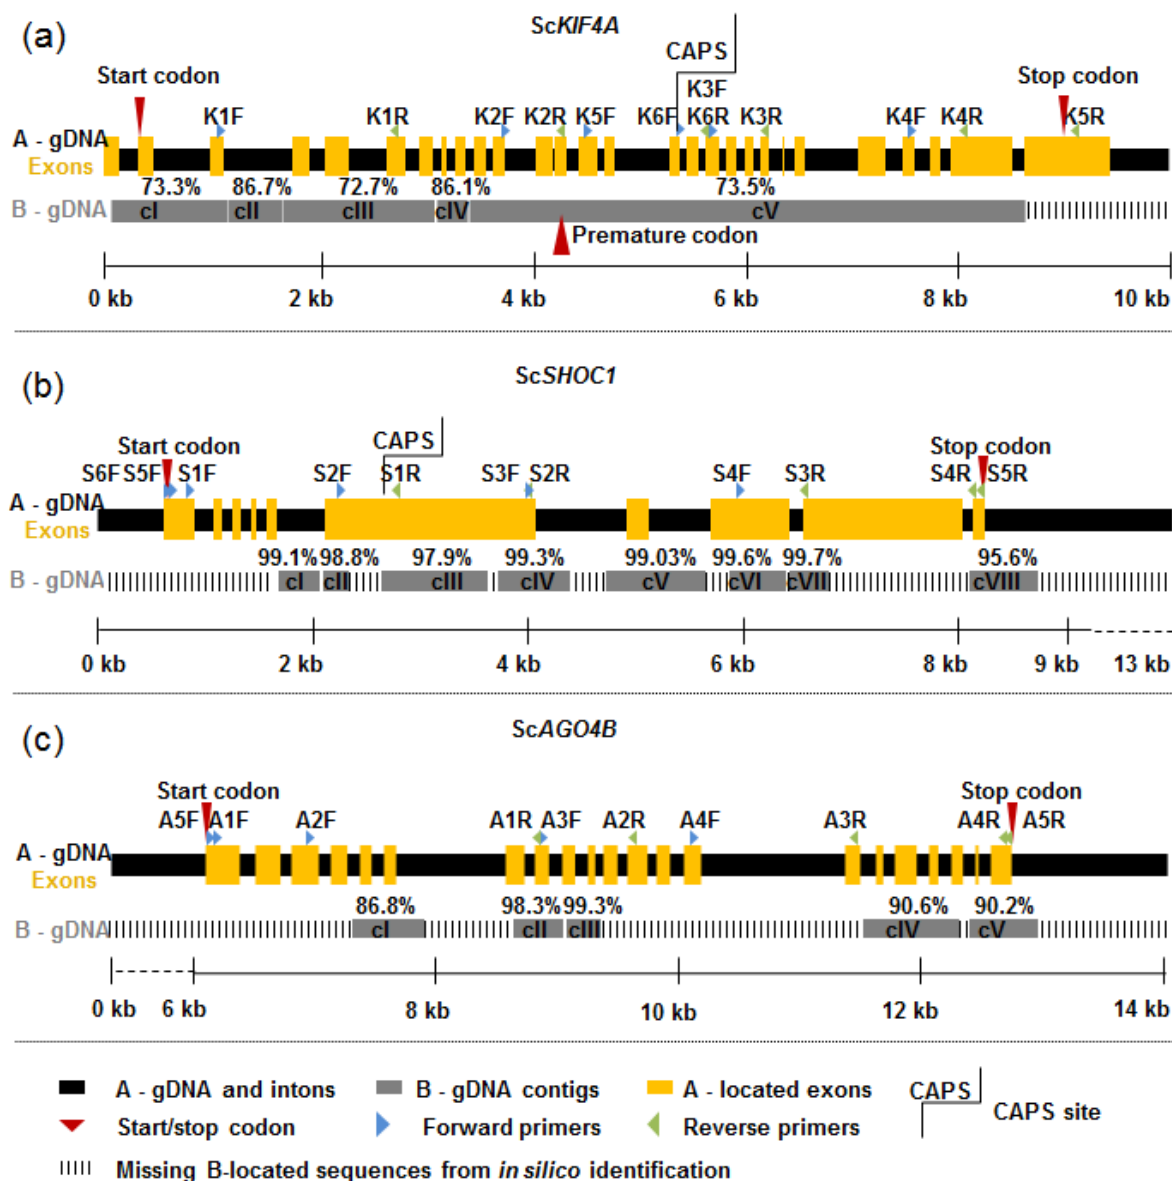 (a)
ScKIF4A
CAPS
Start codon
Stop codon
K3F
K1F K1R K2F K2R K5F K6F K6R K3R K4F K4R K5R
A - gDNA
Exons
73.3% 86.7% 72.7% 86.1% 73.5%
B - gDNA cI cII cIII cIV cV
Premature codon
0 kb 2 kb 4 kb 6 kb 8 kb 10 kb
(b)
ScSHOC1
CAPS
Start codon Stop codon
S6F S5F S1F S2F S1R S3F S2R S4F S3R S4R S5R
A - gDNA
Exons
99.1% 98.8% 97.9% 99.3% 99.03% 99.6% 99.7% 95.6%
B - gDNA cI cII cIII cIV cV cVI cVII cVIII
0 kb 2 kb 4 kb 6 kb 8 kb 9 kb 13 kb
(c)
ScAGO4B
Start codon Stop codon
A5F A1F A2F A1R A3F A2R A4F A3R A4R A5R
A - gDNA
Exons
86.8% 98.3% 99.3% 90.6% 90.2%
B - gDNA cI cII cIII cIV cV
0 kb 6 kb 8 kb 10 kb 12 kb 14 kb
A - gDNA and intons B - gDNA contigs A - located exons CAPS
CAPS site
Start/stop codon Forward primers Reverse primers
Missing B-located sequences from in silico identification